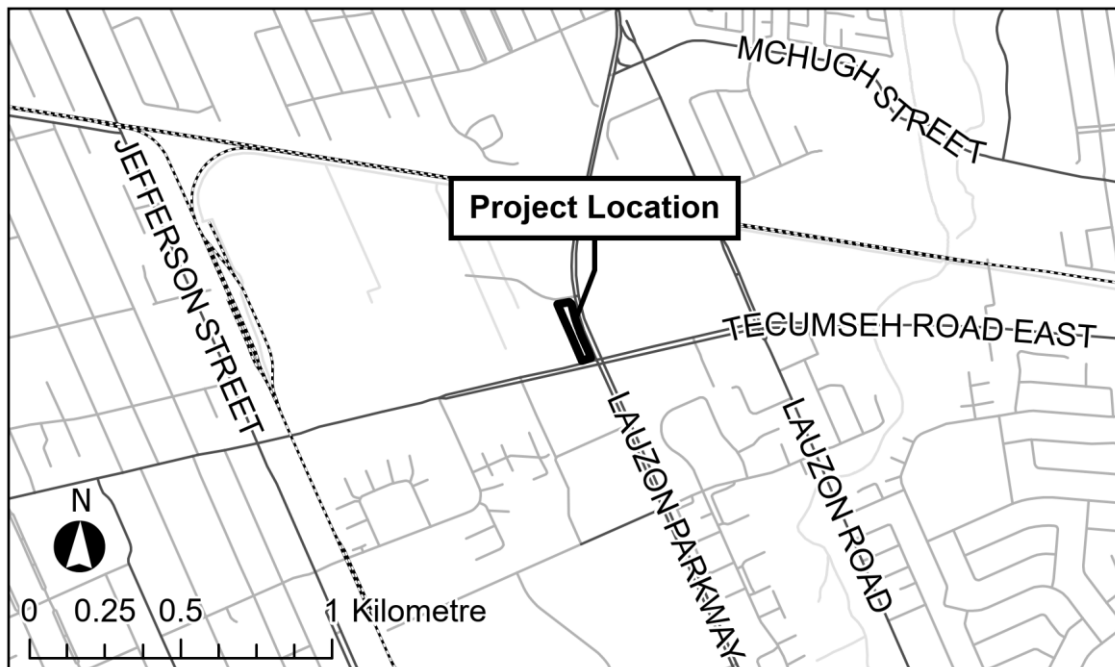 MCHUGH STREET
JEFFERSON STREET
Project Location
TECUMSEH ROAD EAST
LAUZON PARKWAY
LAUZON ROAD
N
0 0.25 0.5 1 Kilometre